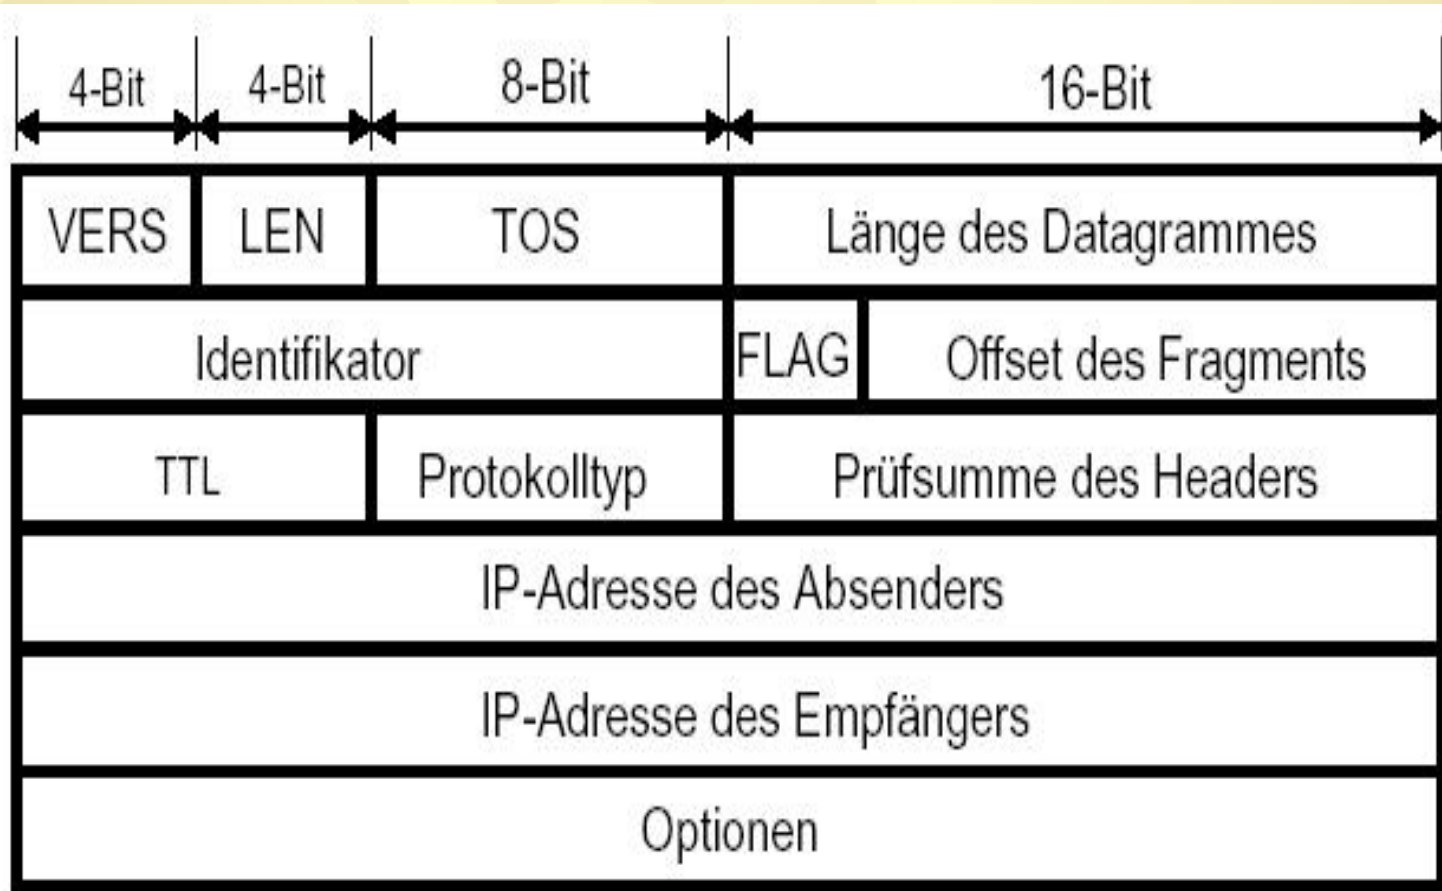 4-Bit 4-Bit 8-Bit 16-Bit
VERS LEN TOS Länge des Datagrammes
Identifikator FLAG Offset des Fragments
TTL Protokolltyp Prüfsumme des Headers
IP-Adresse des Absenders
IP-Adresse des Empfängers
Optionen